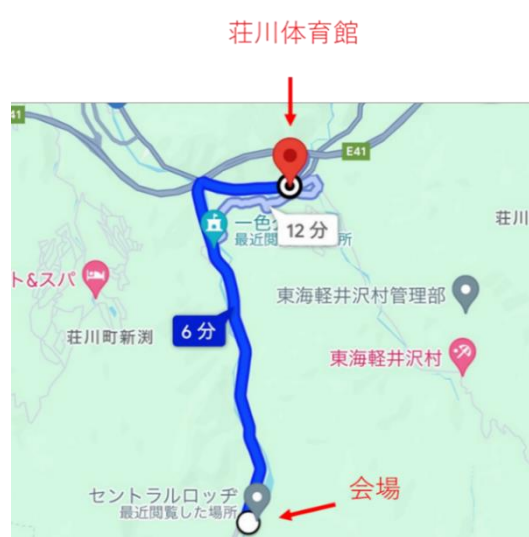 荘川体育館
41
E41
一色
最近閲
所
12 分
荘川
ト&スパ
東海軽井沢村管理部
6 分
荘川町新渕
東海軽井沢村
セントラルロッヂ
最近閲覧した場所
会場